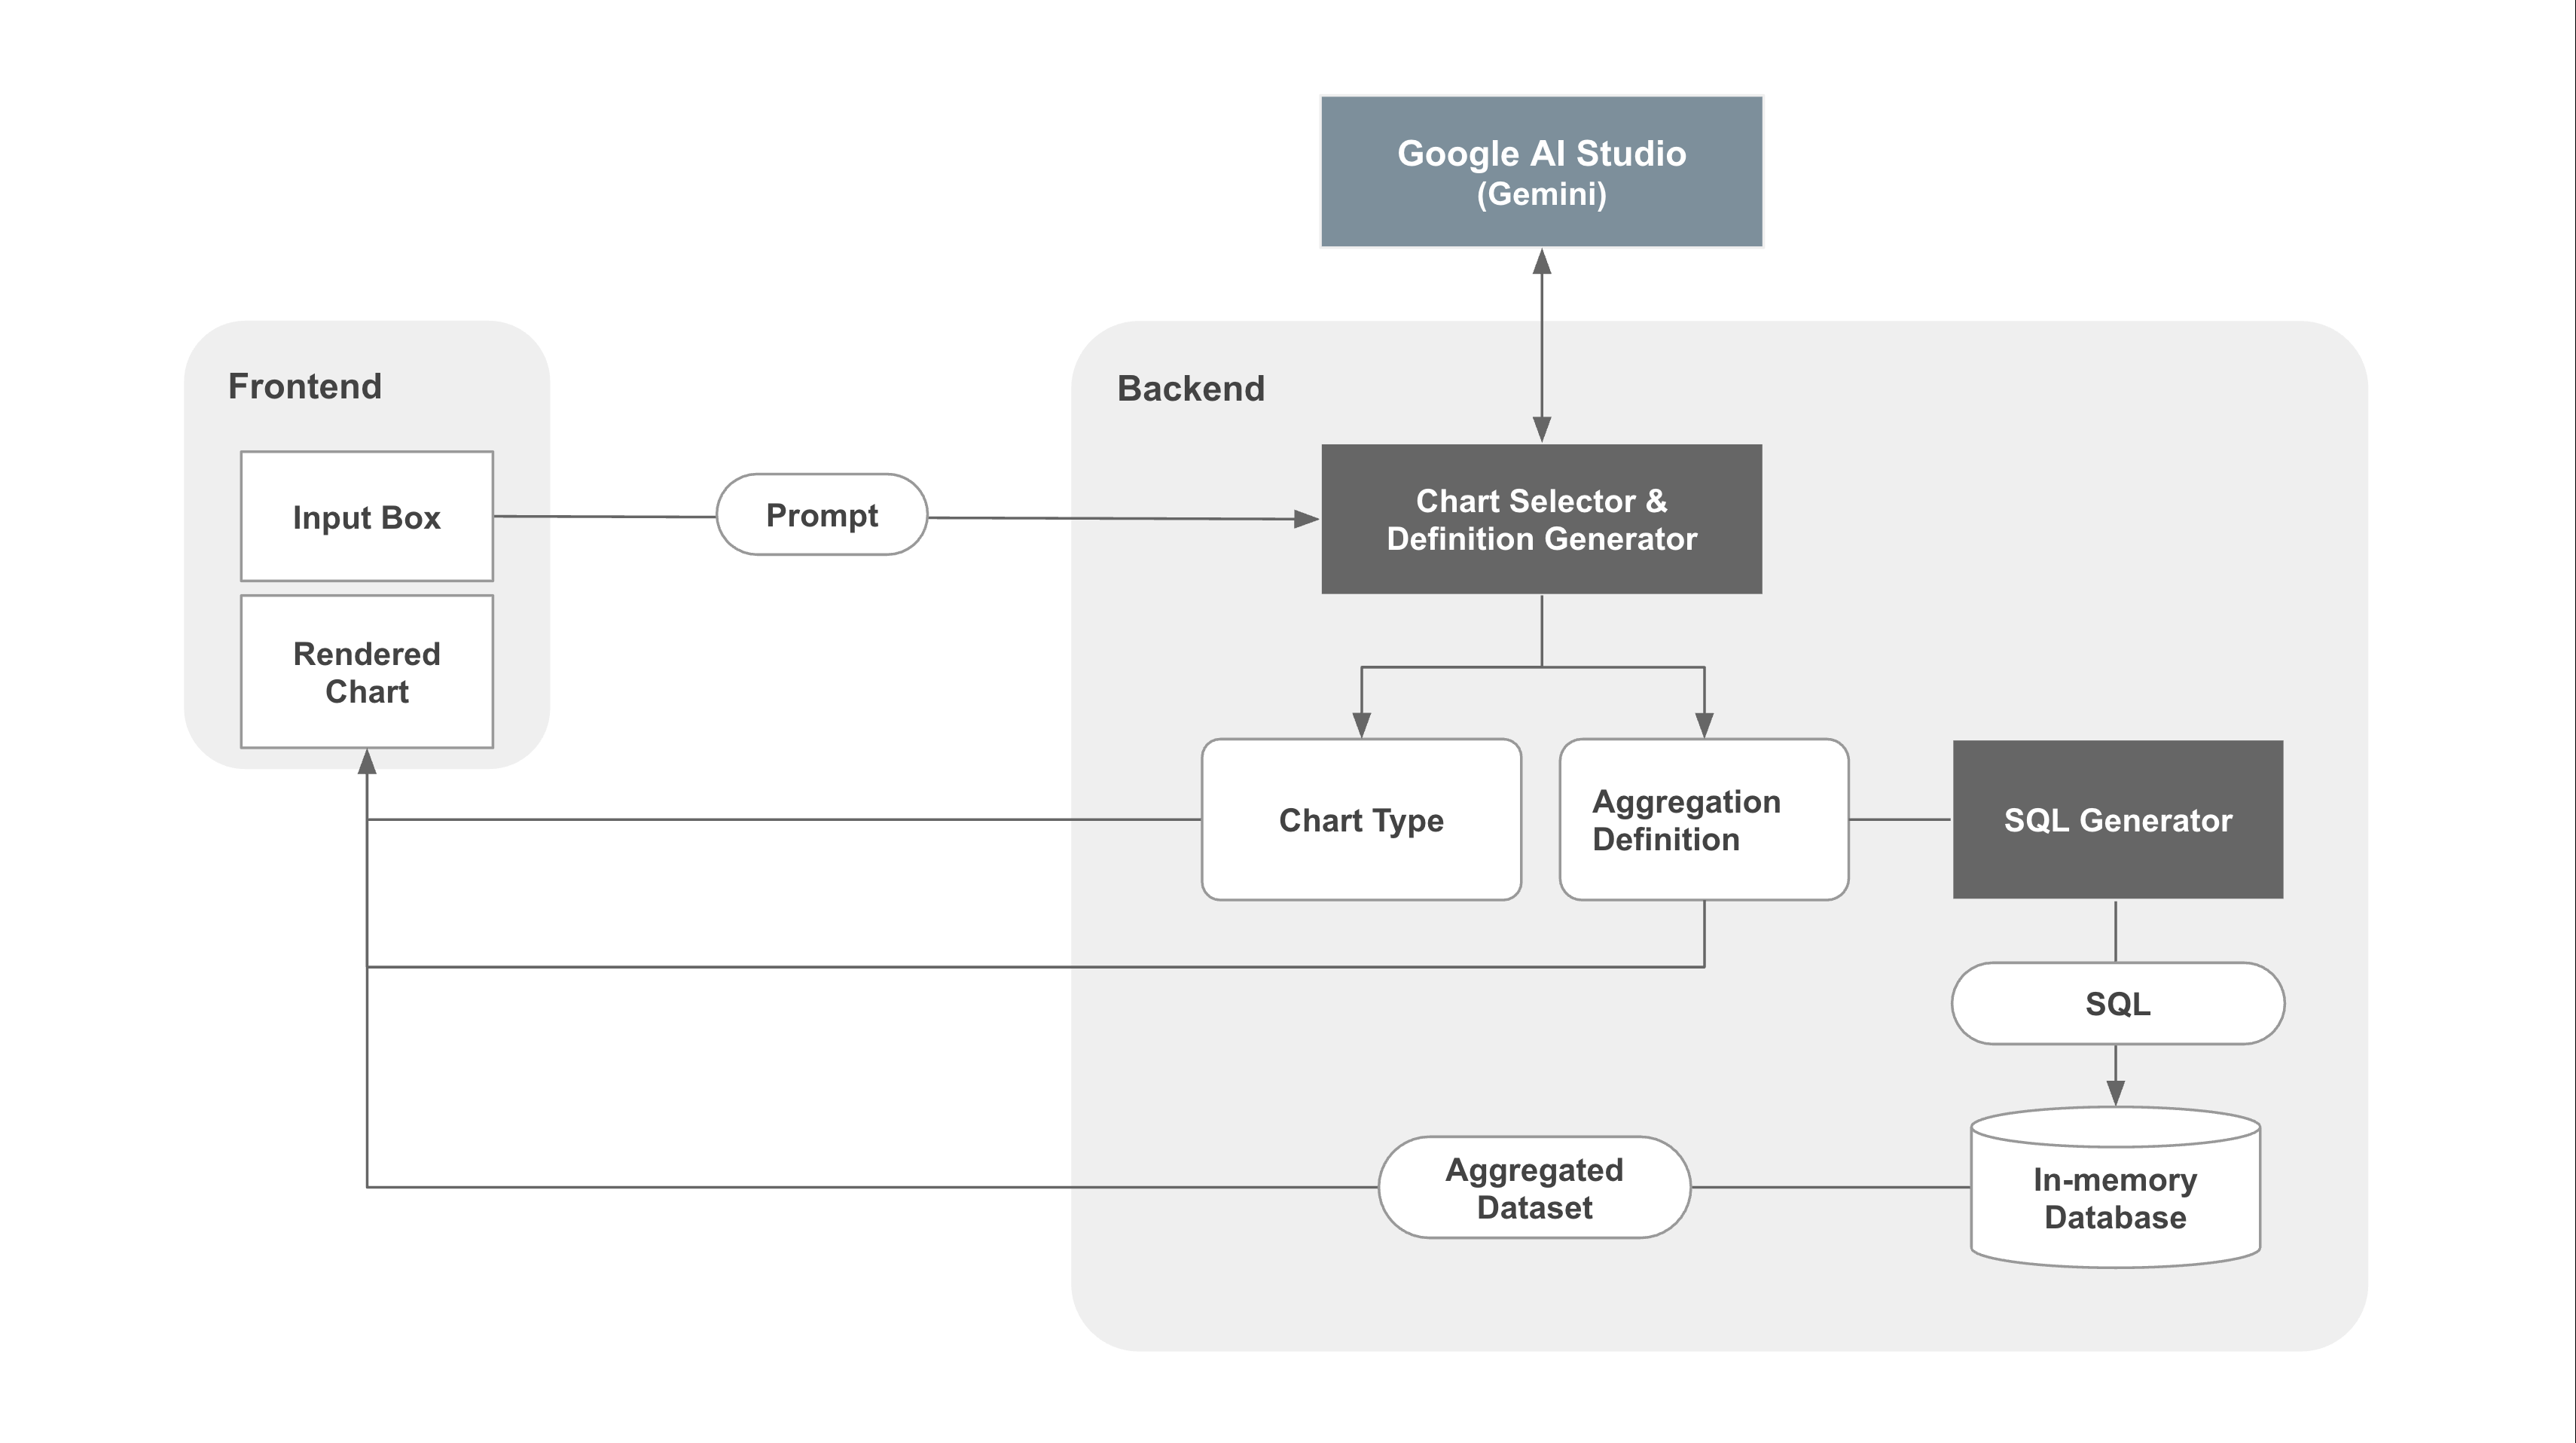 Google AI Studio
(Gemini)
Frontend
Backend
Input Box
Prompt
Chart Selector &
Definition Generator
Rendered
Chart
Chart Type
Aggregation
Definition
SQL Generator
SQL
Aggregated
Dataset
In-memory
Database